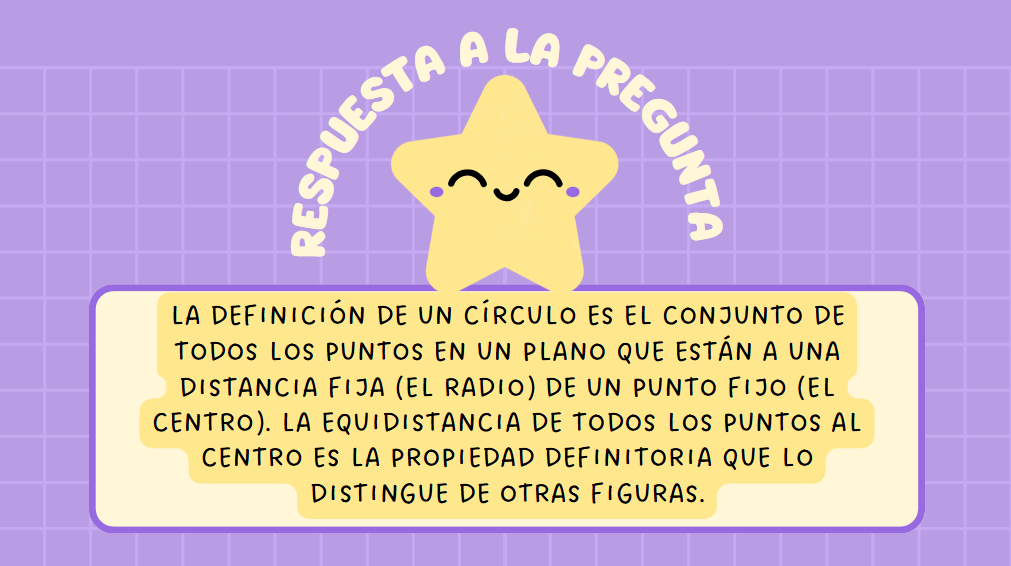 RESPUESTA A LA PREGUNTA
LA DEFINICIÓN DE UN CÍRCULO ES EL CONJUNTO DE
TODOS LOS PUNTOS EN UN PLANO QUE ESTÁN A UNA
DISTANCIA FIJA (EL RADIO) DE UN PUNTO FIJO (EL
CENTRO). LA EQUIDISTANCIA DE TODOS LOS PUNTOS AL
CENTRO ES LA PROPIEDAD DEFINITORIA QUE LO
DISTINGUE DE OTRAS FIGURAS.